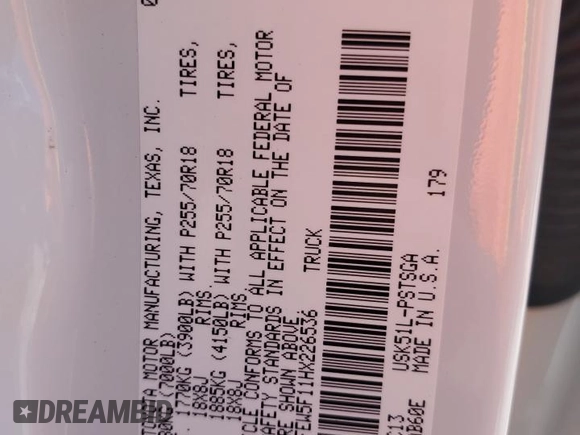 TOYOTA MOTOR MANUFACTURING, TEXAS, INC.
(7000LB)
1770KG (3900LB) WITH P255/70R18 TIRES,
18X8J RIMS
1885KG (4150LB) WITH P255/70R18 TIRES,
18X8J RIMS
CLE CONFORMS TO ALL APPLICABLE FEDERAL MOTOR
AFETY STANDARDS IN EFFECT ON THE DATE OF
RE SHOWN ABOVE.
FEW5F11HX226536 TRUCK
USK51L-PSTSGA
MADE IN U.S.A. 179
DREAMBID